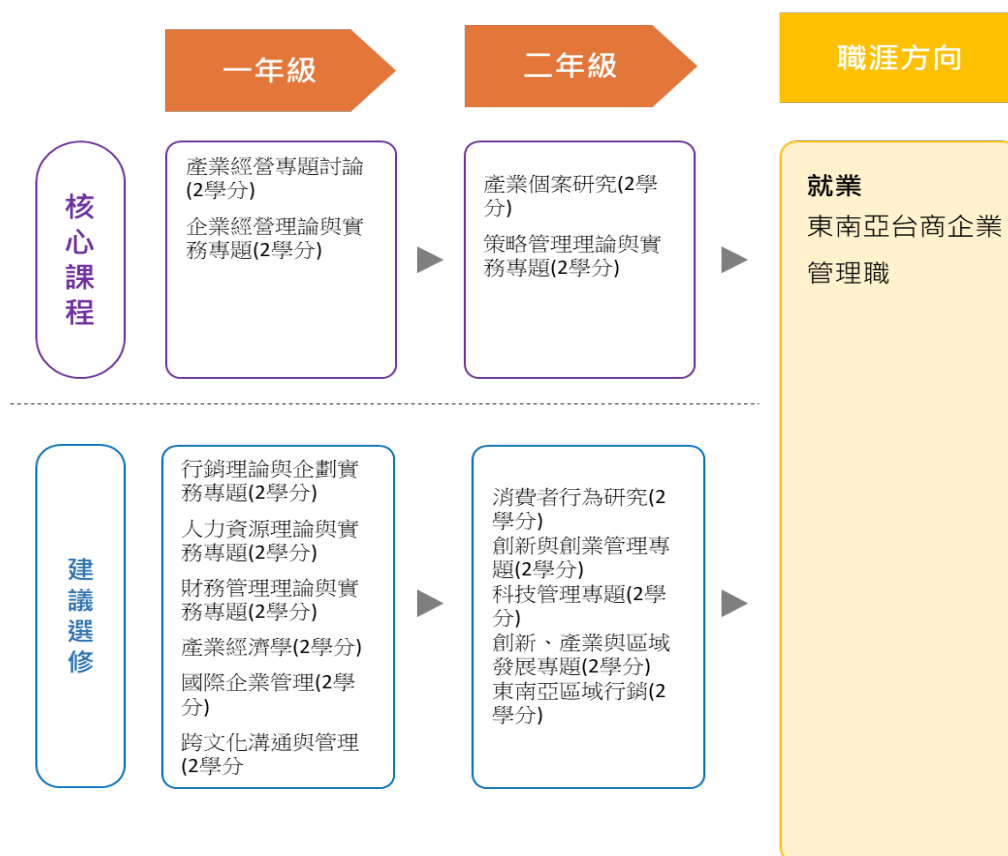 一年級
二年級
職涯方向
核
心
課
程
產業經營專題討論
(2學分)
企業經營理論與實
務專題(2學分)
產業個案研究(2學
分)
策略管理理論與實
務專題(2學分)
就業
東南亞台商企業
管理職
建
議
選
修
行銷理論與企劃實
務專題(2學分)
人力資源理論與實
務專題(2學分)
財務管理理論與實
務專題(2學分)
產業經濟學(2學分)
國際企業管理(2學
分)
跨文化溝通與管理
(2學分
消費者行為研究(2
學分)
創新與創業管理專
題(2學分)
科技管理專題(2學
分)
創新、產業與區域
發展專題(2學分)
東南亞區域行銷(2
學分)